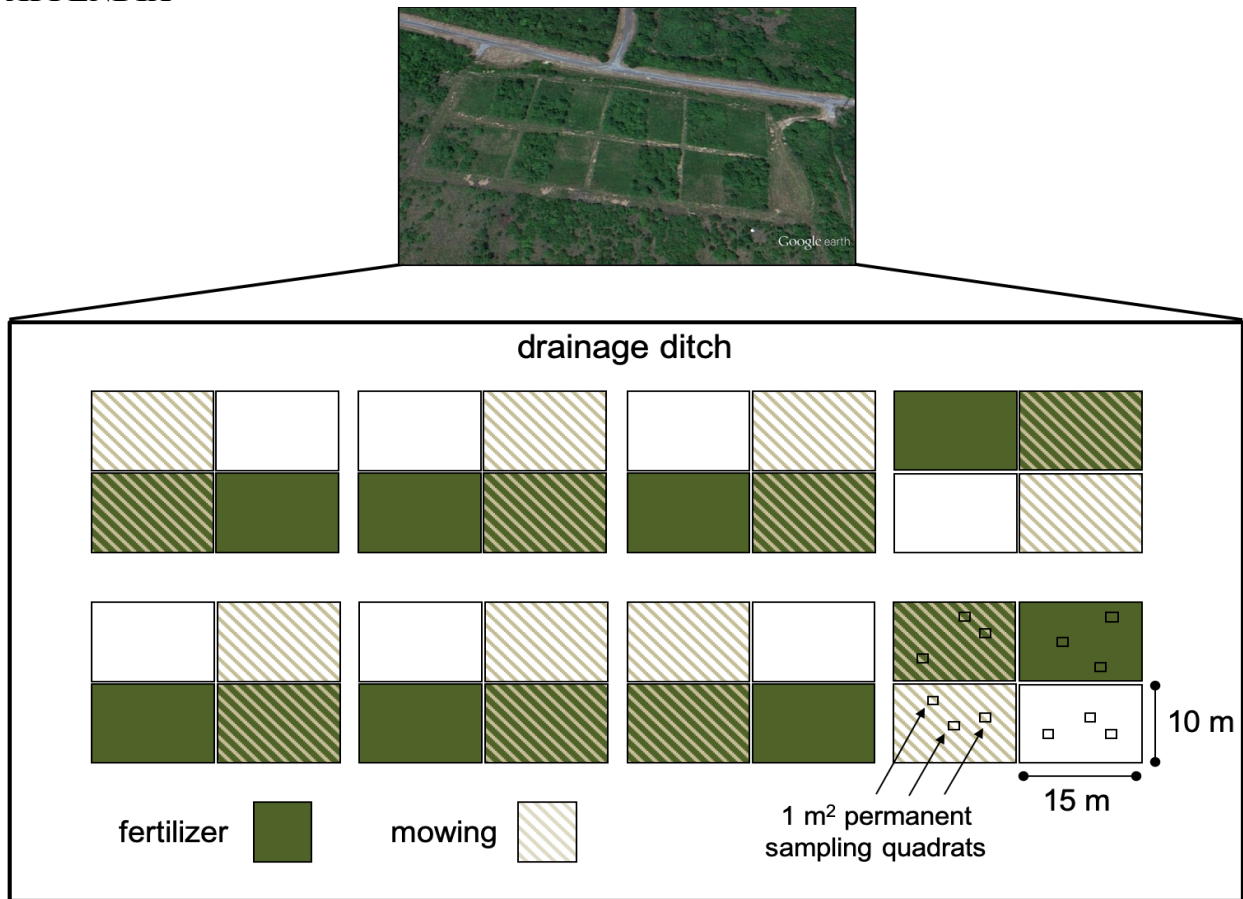 Google earth
drainage ditch
10 m
15 m
1 m² permanent
sampling quadrats
fertilizer
mowing